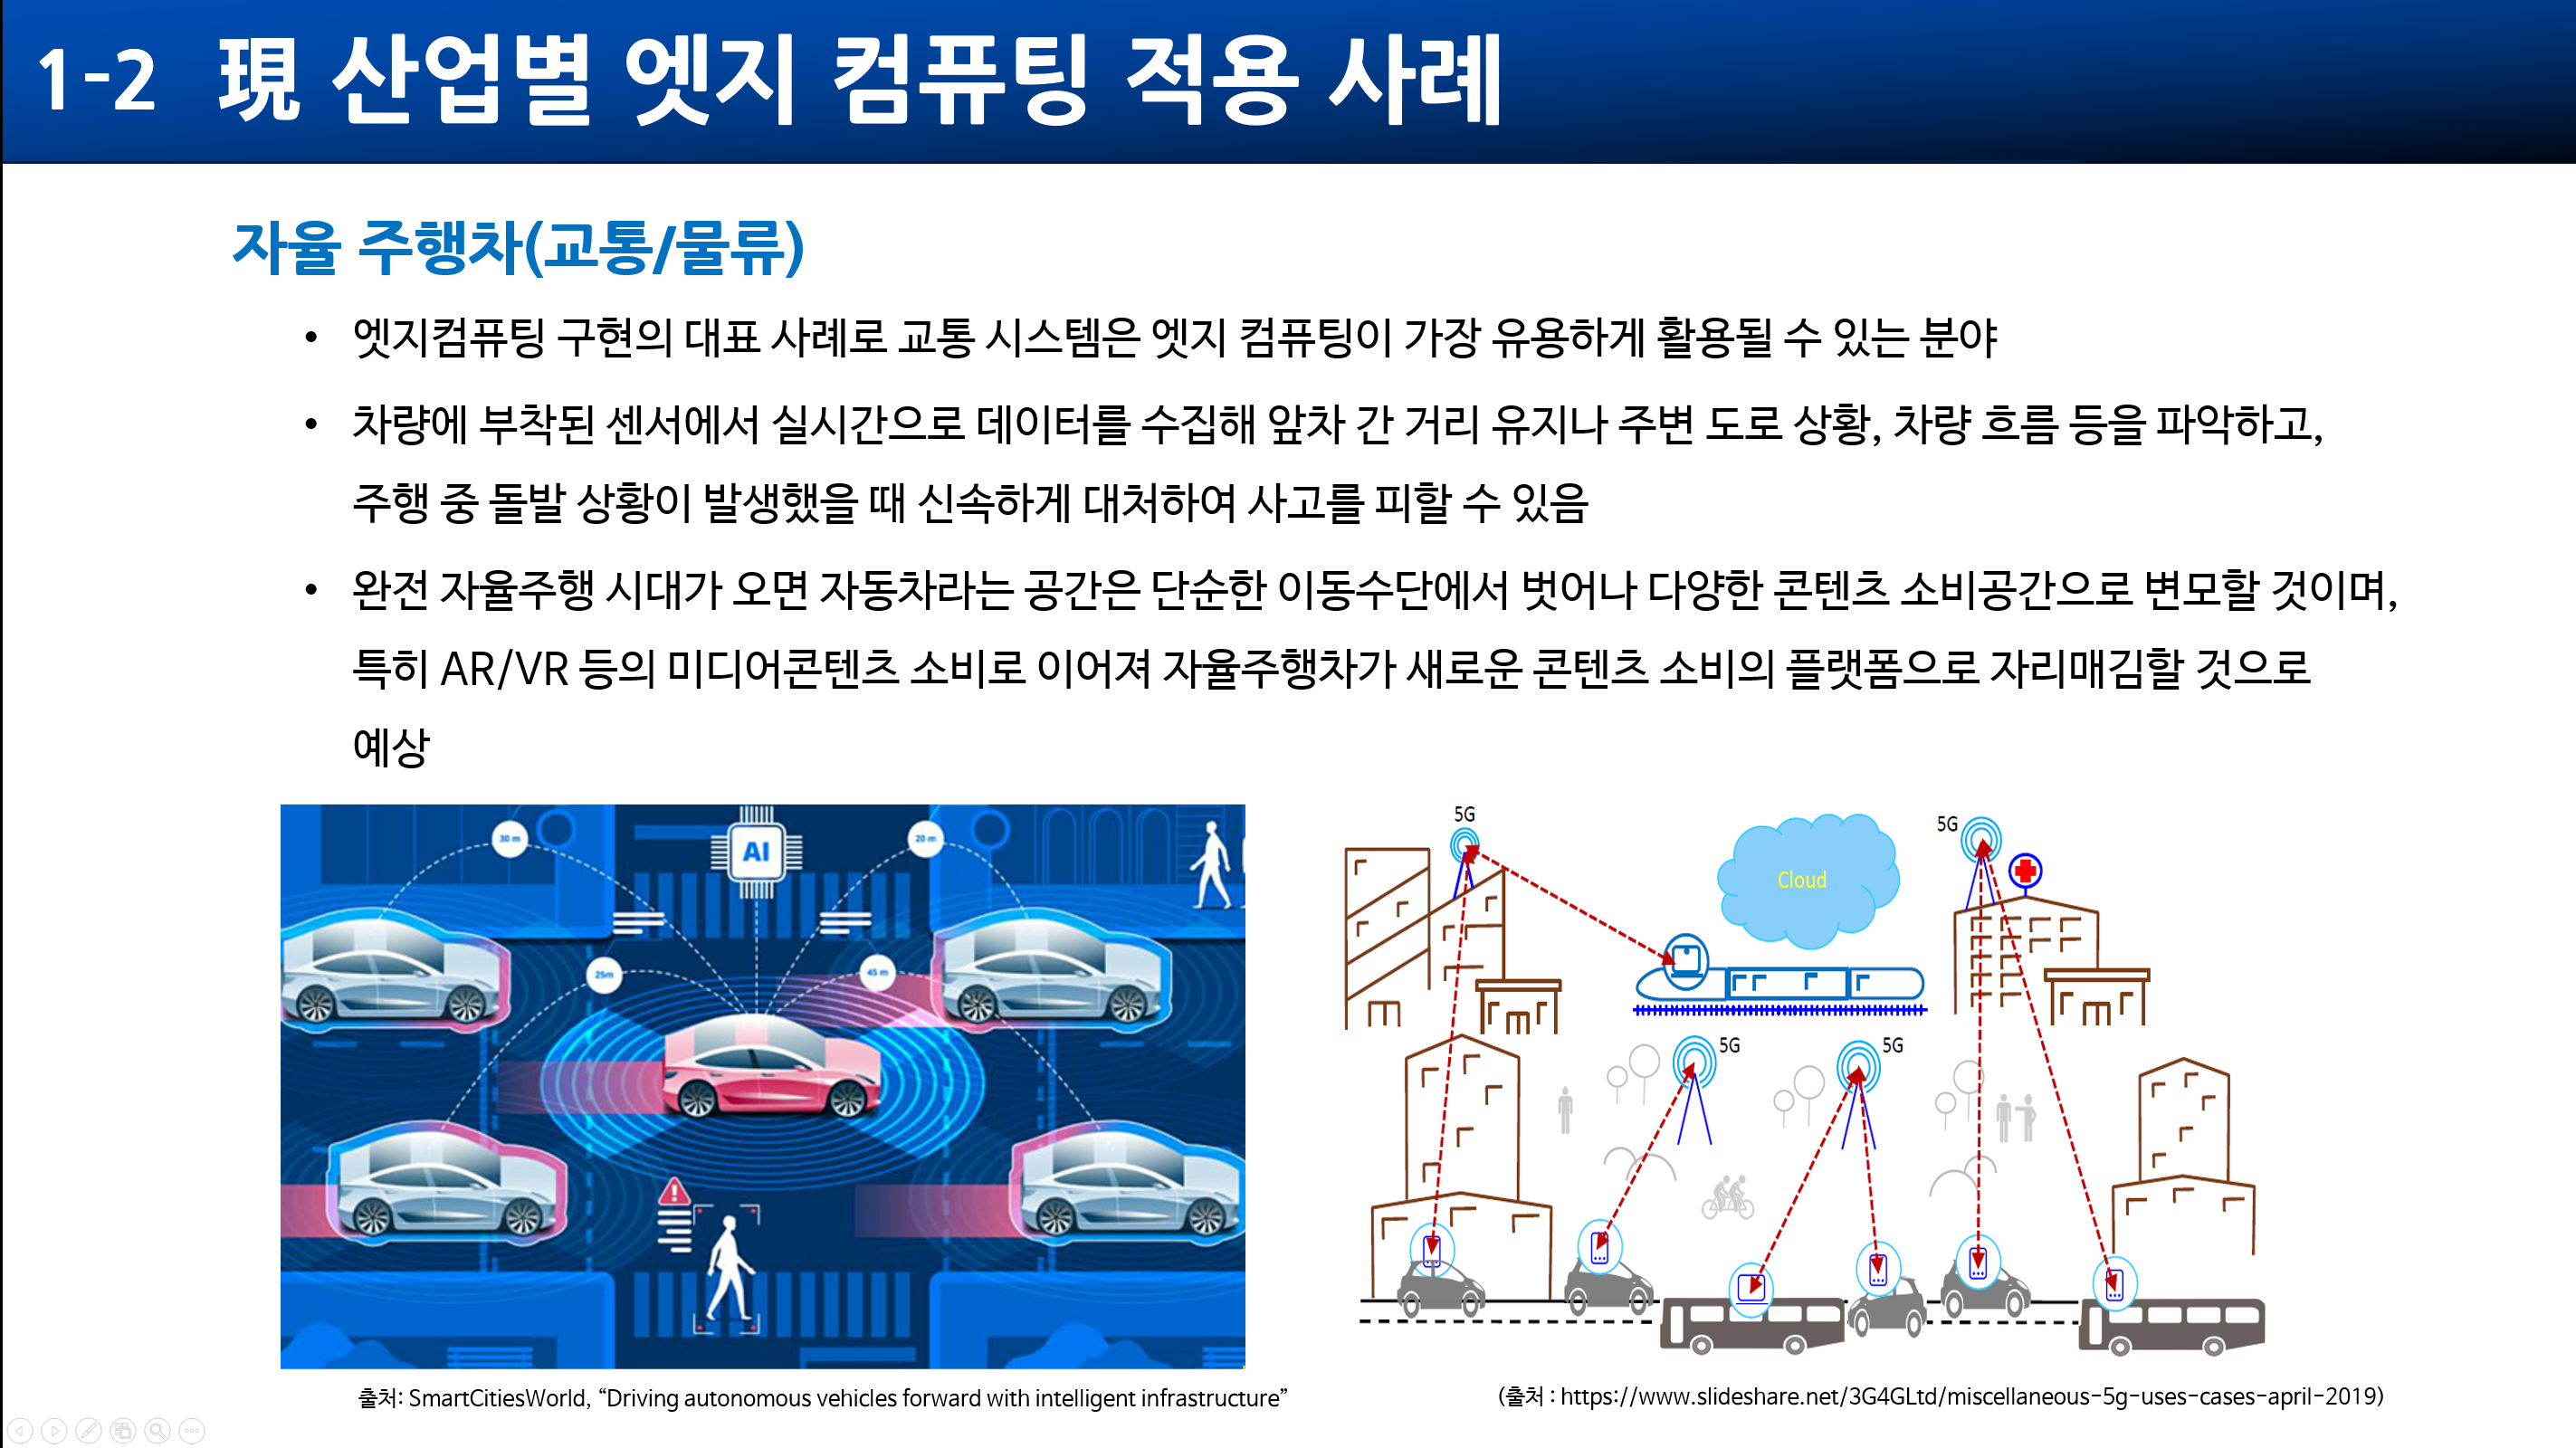 1-2 現 산업별 엣지 컴퓨팅 적용 사례
자율 주행차(교통/물류)
• 엣지컴퓨팅 구현의 대표 사례로 교통 시스템은 엣지 컴퓨팅이 가장 유용하게 활용될 수 있는 분야
• 차량에 부착된 센서에서 실시간으로 데이터를 수집해 앞차 간 거리 유지나 주변 도로 상황, 차량 흐름 등을 파악하고,
주행 중 돌발 상황이 발생했을 때 신속하게 대처하여 사고를 피할 수 있음
• 완전 자율주행 시대가 오면 자동차라는 공간은 단순한 이동수단에서 벗어나 다양한 콘텐츠 소비공간으로 변모할 것이며,
특히 AR/VR 등의 미디어콘텐츠 소비로 이어져 자율주행차가 새로운 콘텐츠 소비의 플랫폼으로 자리매김할 것으로
예상
30 m
AI
20 m
25m
45 m
5G
5G
Cloud
5G
5G
출처: SmartCitiesWorld, “Driving autonomous vehicles forward with intelligent infrastructure”
(출처 : https://www.slideshare.net/3G4GLtd/miscellaneous-5g-uses-cases-april-2019)